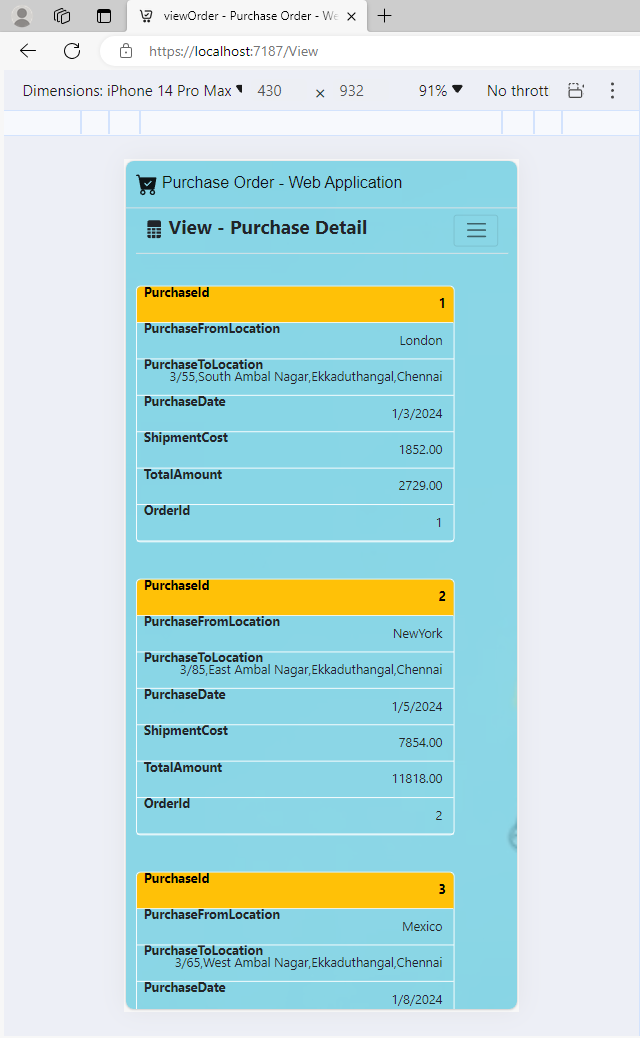 viewOrder - Purchase Order - We
https://localhost:7187/View
Dimensions: iPhone 14 Pro Max 430 × 932 91% No thrott
Purchase Order - Web Application
View - Purchase Detail
PurchaseId 1
PurchaseFromLocation London
PurchaseToLocation
3/55,South Ambal Nagar,Ekkaduthangal,Chennai
PurchaseDate 1/3/2024
ShipmentCost 1852.00
TotalAmount 2729.00
OrderId 1
PurchaseId 2
PurchaseFromLocation NewYork
PurchaseToLocation
3/85,East Ambal Nagar,Ekkaduthangal,Chennai
PurchaseDate 1/5/2024
ShipmentCost 7854.00
TotalAmount 11818.00
OrderId 2
PurchaseId 3
PurchaseFromLocation Mexico
PurchaseToLocation
3/65,West Ambal Nagar,Ekkaduthangal,Chennai
PurchaseDate 1/8/2024